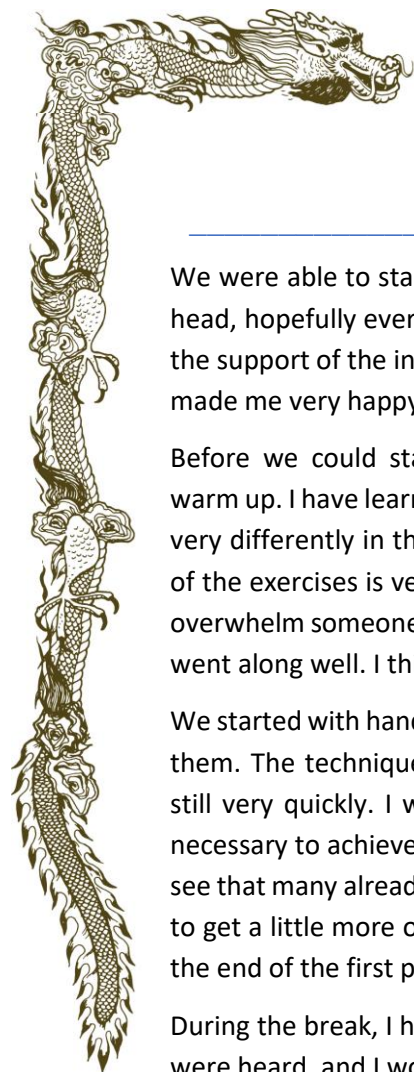 We were able to sta
head, hopefully ever
the support of the in
made me very happy
Before we could sta
warm up. I have learn
very differently in th
of the exercises is ve
overwhelm someone
went along well. I th
We started with hand
them. The technique
still very quickly. I w
necessary to achieve
see that many alread
to get a little more o
the end of the first p
During the break, I h
were heard, and I wo